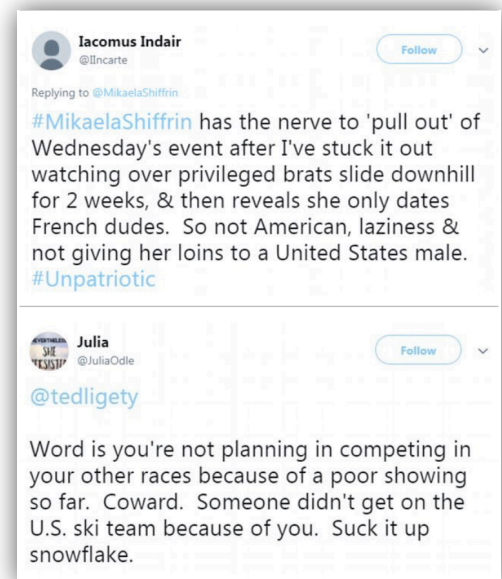 Iacomus Indair
Follow
@IIncarte
Replying to @MikaelaShiffrin
#MikaelaShiffrin has the nerve to 'pull out' of
Wednesday's event after I've stuck it out
watching over privileged brats slide downhill
for 2 weeks, & then reveals she only dates
French dudes. So not American, laziness &
not giving her loins to a United States male.
#Unpatriotic
SHE
Julia
Follow
@JuliaOdle
@tedligety
Word is you're not planning in competing in
your other races because of a poor showing
so far. Coward. Someone didn't get on the
U.S. ski team because of you. Suck it up
snowflake.